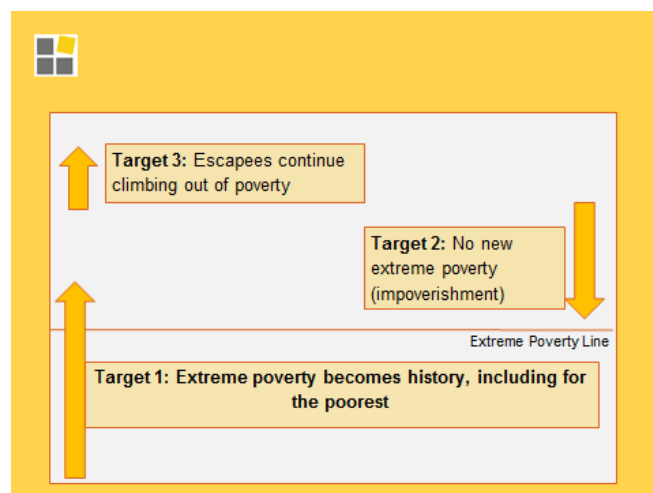 Target 3: Escapees continue
climbing out of poverty
Target 2: No new
extreme poverty
(impoverishment)
Extreme Poverty Line
Target 1: Extreme poverty becomes history, including for
the poorest